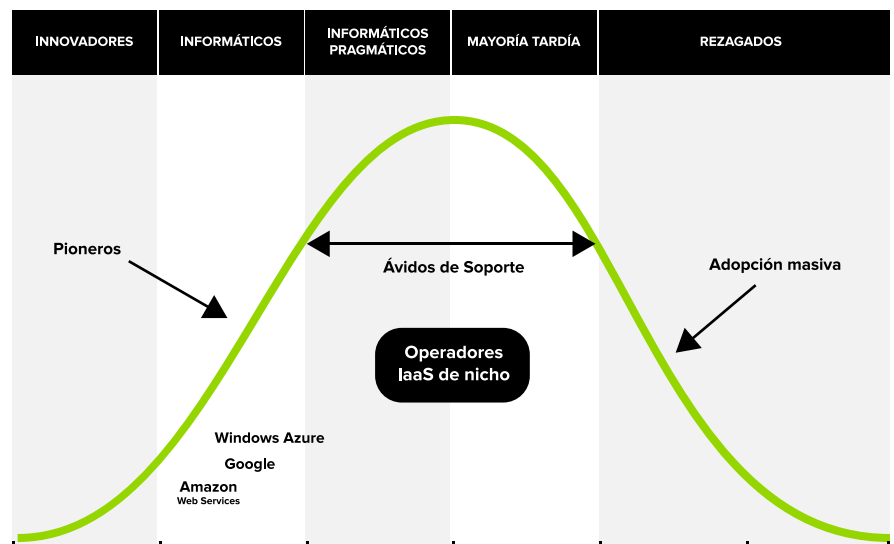 INNOVADORES
INFORMÁTICOS
INFORMÁTICOS
PRAGMÁTICOS
MAYORÍA TARDÍA
REZAGADOS
Pioneros
Ávidos de Soporte
Adopción masiva
Operadores
IaaS de nicho
Windows Azure
Google
Amazon
Web Services